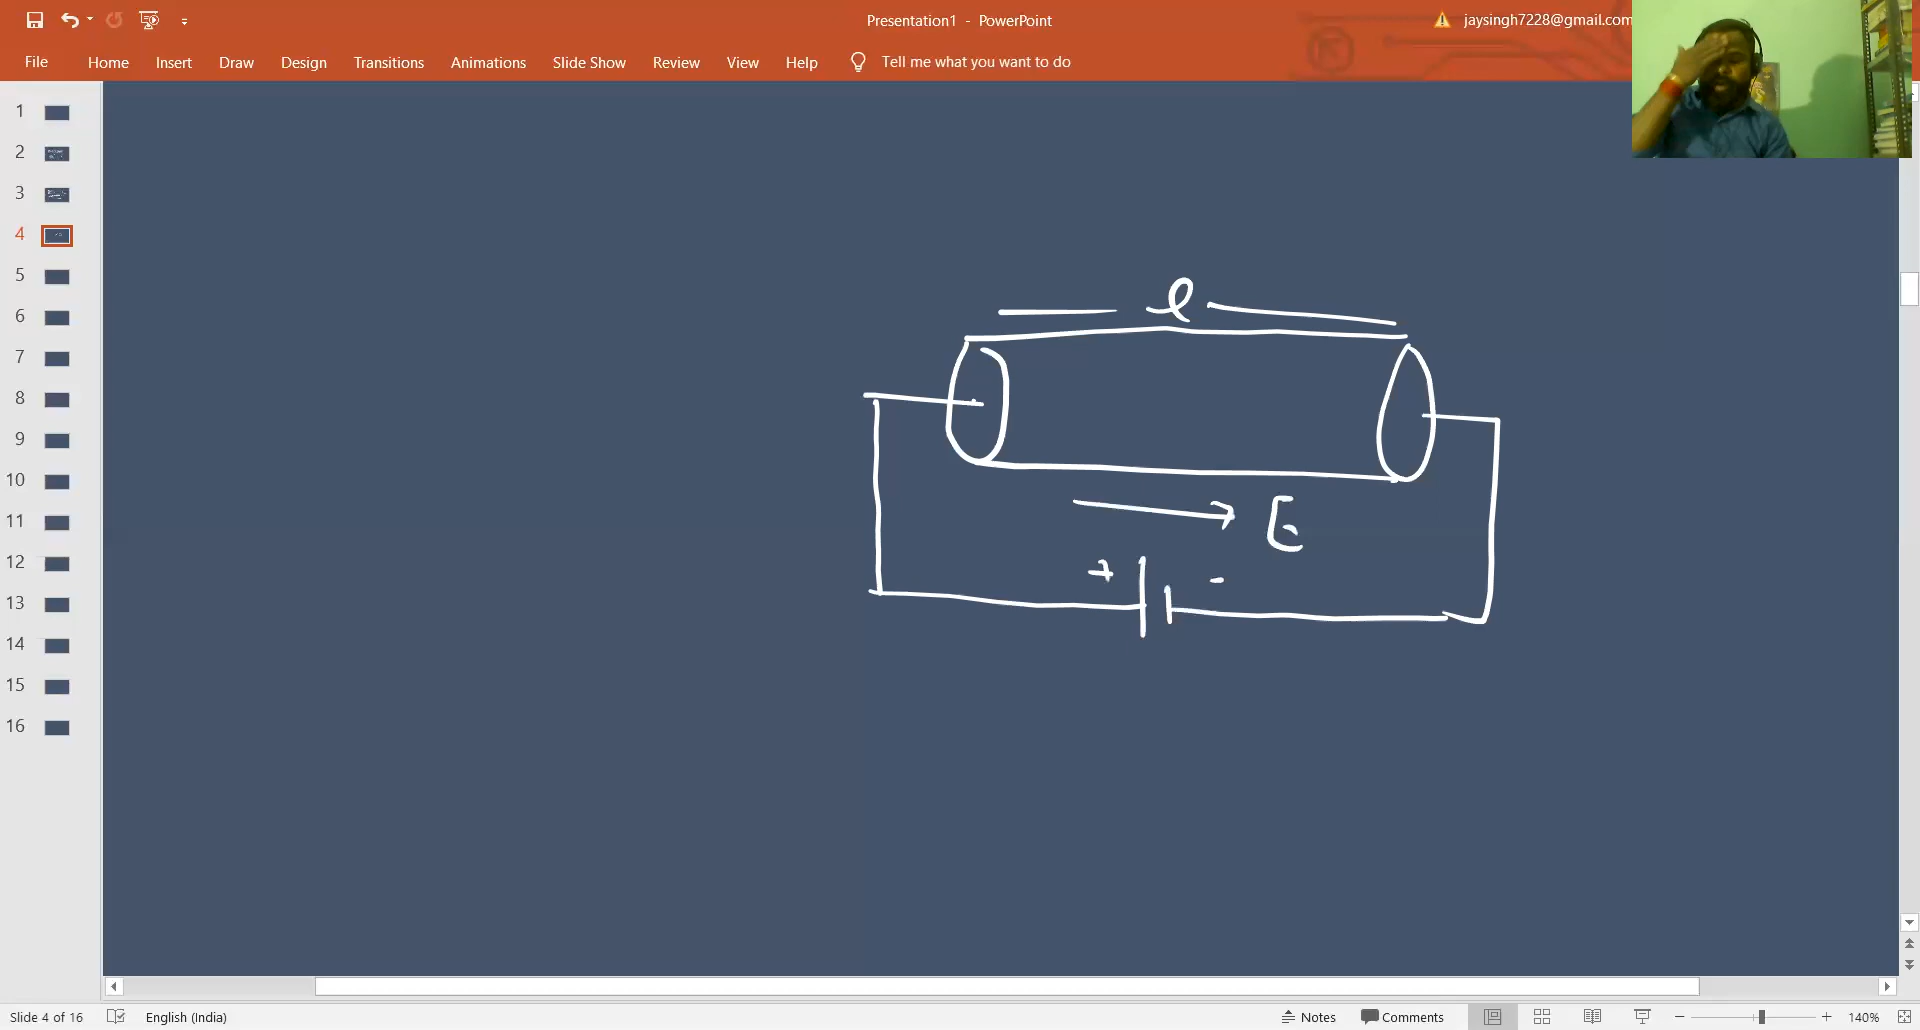 Presentation1 - PowerPoint
jaysingh7228@gmail.com
File Home Insert Draw Design Transitions Animations Slide Show Review View Help Tell me what you want to do
1
2
3
4
5
6
7
8
9
10
11
12
13
14
15
16
l
E
+ -
Slide 4 of 16 English (India) Notes Comments 140%